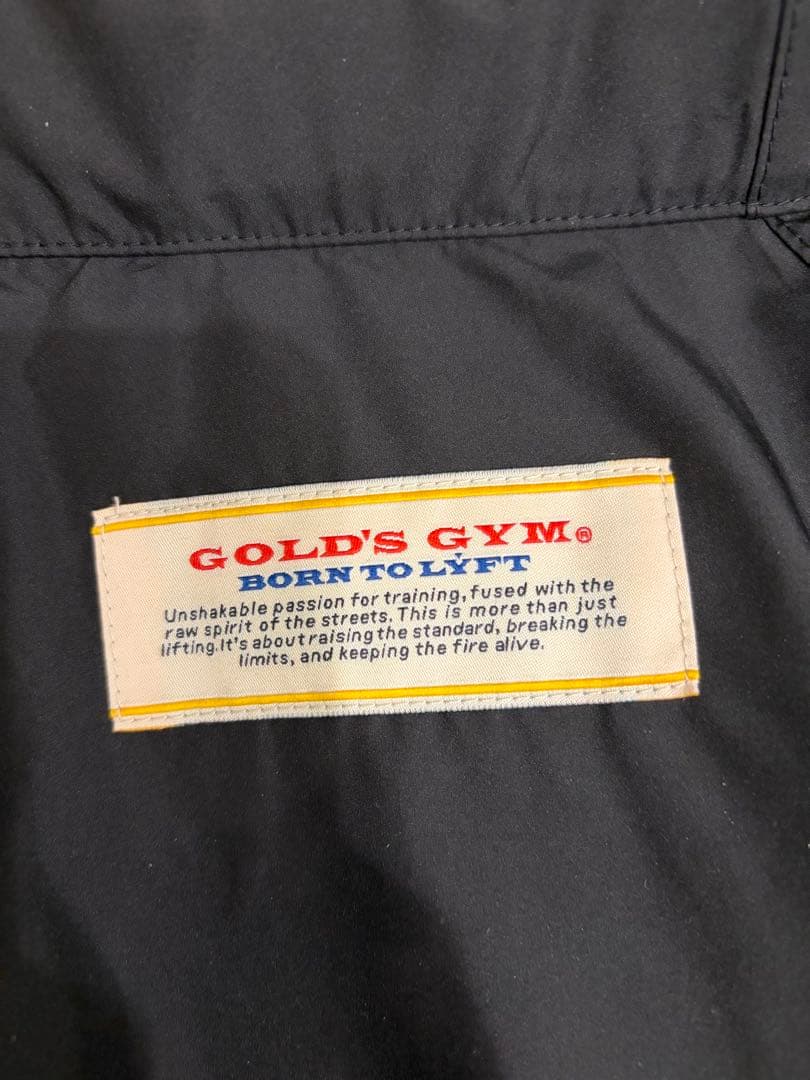 GOLD'S GYM®
BORN TO LẎFT
Unshakable passion for training, fused with the
raw spirit of the streets. This is more than just
lifting. It's about raising the standard, breaking the
limits, and keeping the fire alive.